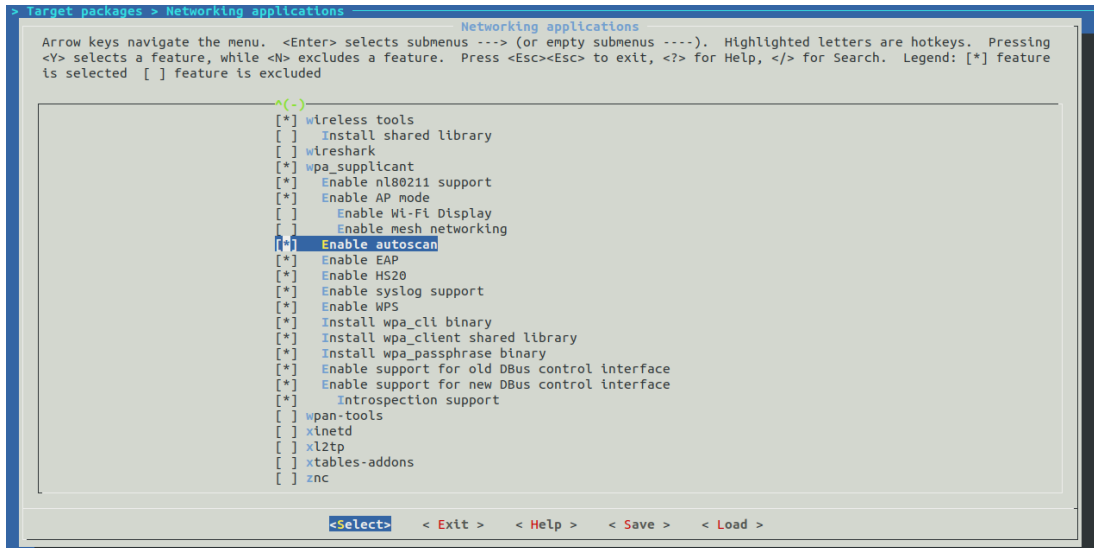 > Target packages > Networking applications
Networking applications
Arrow keys navigate the menu.  <Enter> selects submenus ---> (or empty submenus ----).  Highlighted letters are hotkeys.  Pressing
<Y> selects a feature, while <N> excludes a feature.  Press <Esc><Esc> to exit, <?> for Help, </> for Search.  Legend: [*] feature
is selected  [ ] feature is excluded
^(-)
[*] wireless tools
[ ]   Install shared library
[ ] wireshark
[*] wpa_supplicant
[*]   Enable nl80211 support
[*]   Enable AP mode
[ ]     Enable Wi-Fi Display
[ ]     Enable mesh networking
[*]   Enable autoscan
[*]   Enable EAP
[*]   Enable HS20
[*]   Enable syslog support
[*]   Enable WPS
[*]   Install wpa_cli binary
[*]   Install wpa_client shared library
[*]   Install wpa_passphrase binary
[*]   Enable support for old DBus control interface
[*]   Enable support for new DBus control interface
[*]     Introspection support
[ ] wpan-tools
[ ] xinetd
[ ] xl2tp
[ ] xtables-addons
[ ] znc
<Select>    < Exit >    < Help >    < Save >    < Load >